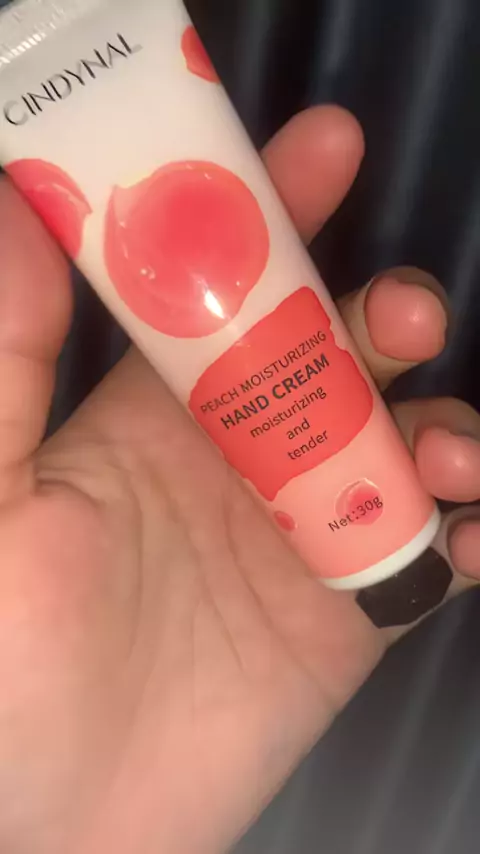 CINDYNAL
PEACH MOISTURIZING
HAND CREAM
moisturizing
and
tender
Net:30g